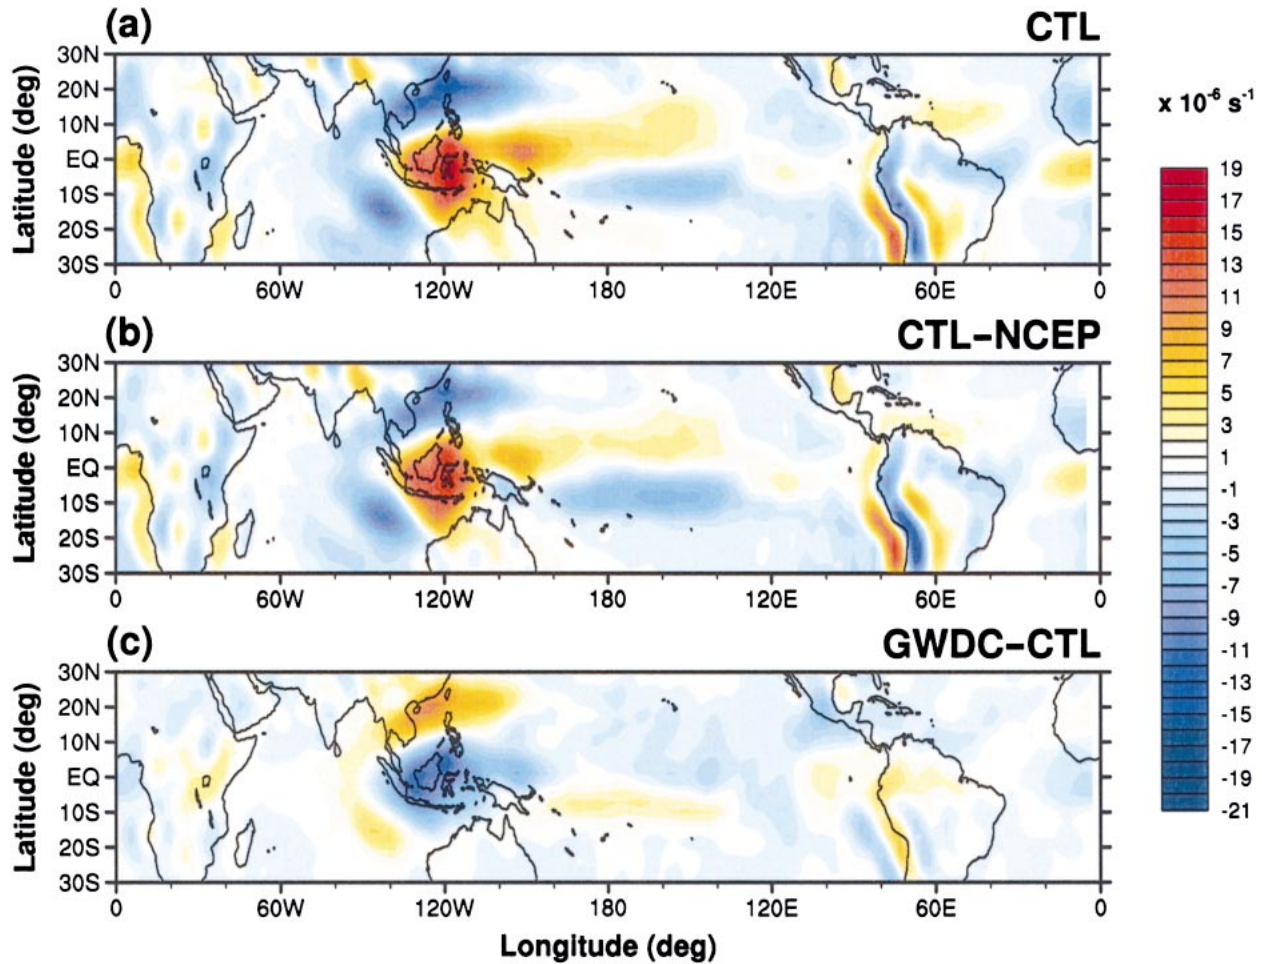 (a) CTL
30N
20N
10N
EQ
10S
20S
30S
Latitude (deg)
0 60W 120W 180 120E 60E 0
(b) CTL-NCEP
30N
20N
10N
EQ
10S
20S
30S
Latitude (deg)
0 60W 120W 180 120E 60E 0
(c) GWDC-CTL
30N
20N
10N
EQ
10S
20S
30S
Latitude (deg)
0 60W 120W 180 120E 60E 0
Longitude (deg)
x 10⁻⁶ s⁻¹
19
17
15
13
11
9
7
5
3
1
-1
-3
-5
-7
-9
-11
-13
-15
-17
-19
-21